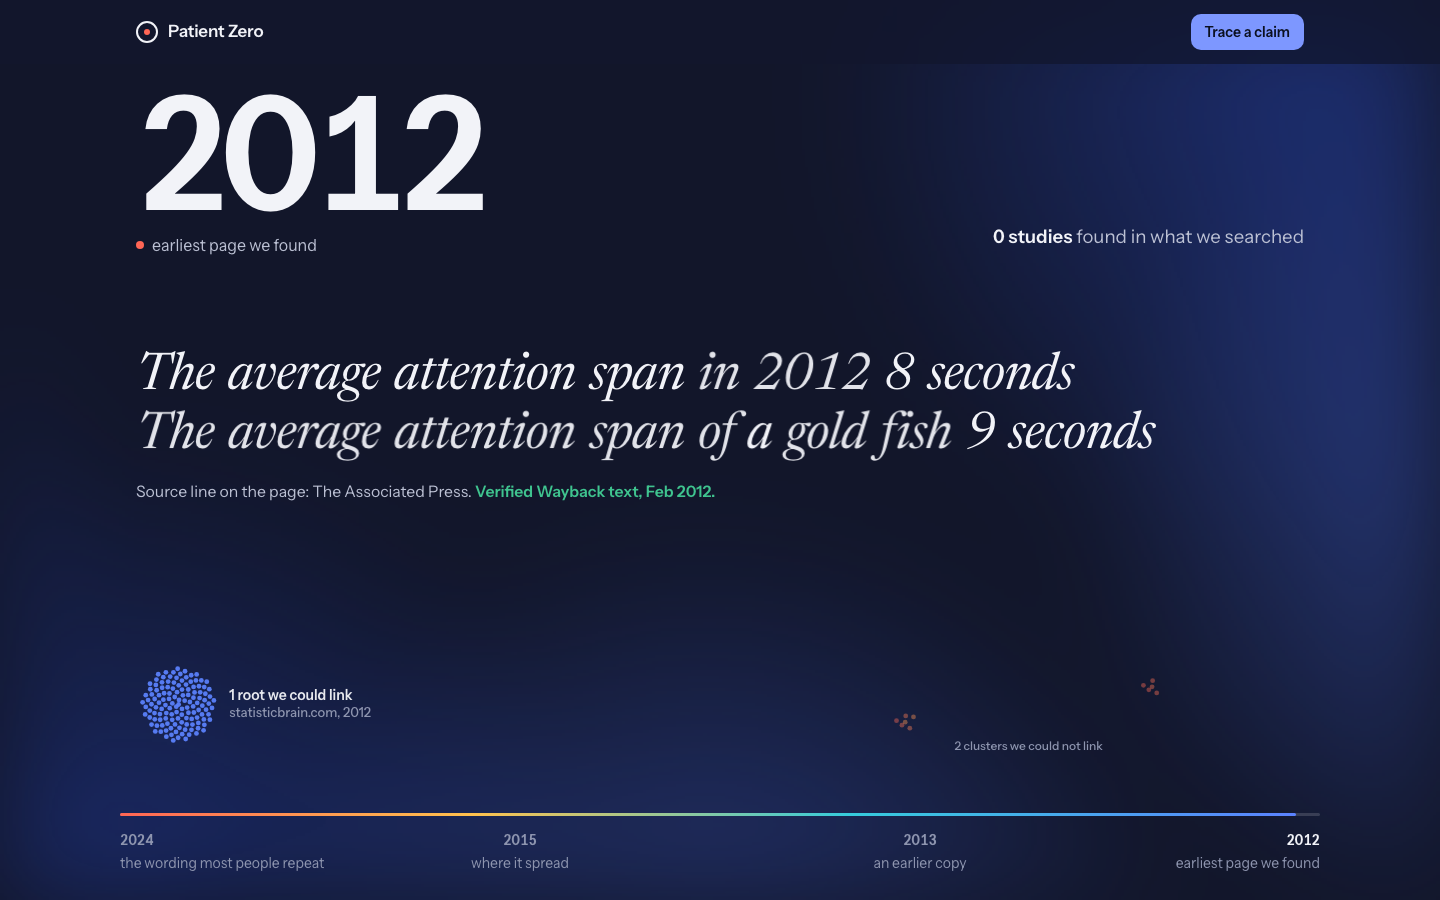 Patient Zero
Trace a claim
2012
earliest page we found
0 studies found in what we searched
The average attention span in 2012 8 seconds
The average attention span of a gold fish 9 seconds
Source line on the page: The Associated Press. Verified Wayback text, Feb 2012.
1 root we could link
statisticbrain.com, 2012
2 clusters we could not link
2024
the wording most people repeat
2015
where it spread
2013
an earlier copy
2012
earliest page we found